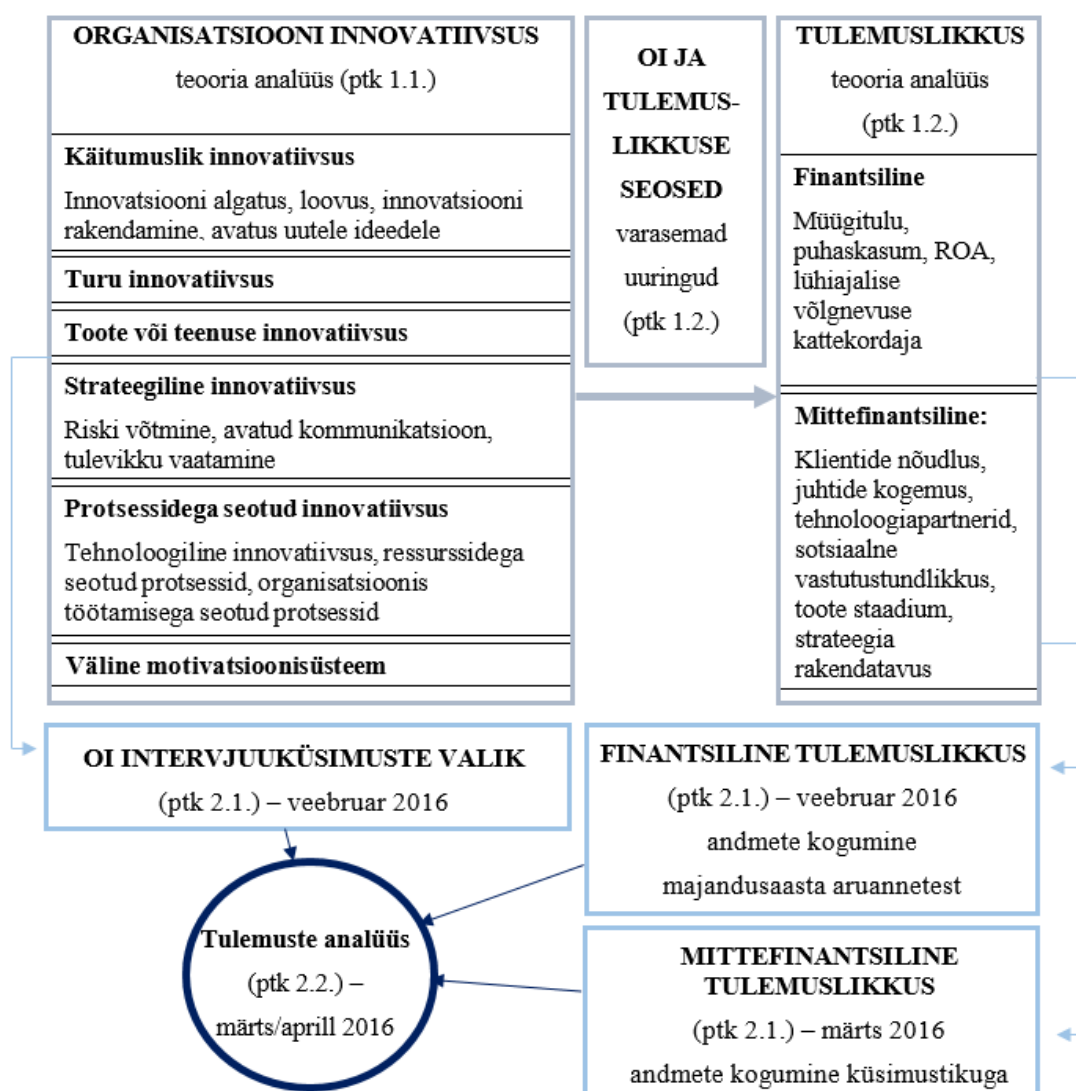 ORGANISATSIOONI INNOVATIIVSUS
teooria analüüs (ptk 1.1.)
Käitumuslik innovatiivsus
Innovatsiooni algatus, loovus, innovatsiooni
rakendamine, avatus uutele ideedele
Turu innovatiivsus
Toote või teenuse innovatiivsus
Strateegiline innovatiivsus
Riski võtmine, avatud kommunikatsioon,
tulevikku vaatamine
Protsessidega seotud innovatiivsus
Tehnoloogiline innovatiivsus, ressurssidega
seotud protsessid, organisatsioonis
töötamisega seotud protsessid
Väline motivatsioonisüsteem
OI JA
TULEMUS-
LIKKUSE
SEOSED
varasemad
uuringud
(ptk 1.2.)
TULEMUSLIKKUS
teooria analüüs
(ptk 1.2.)
Finantsiline
Müügitulu,
puhaskasum, ROA,
lühiajalise
võlgnevuse
kattekordaja
Mittefinantsiline:
Klientide nõudlus,
juhtide kogemus,
tehnoloogiapartnerid,
sotsiaalne
vastutustundlikkus,
toote staadium,
strateegia
rakendatavus
OI INTERVJUUKÜSIMUSTE VALIK
(ptk 2.1.) – veebruar 2016
FINANTSILINE TULEMUSLIKKUS
(ptk 2.1.) – veebruar 2016
andmete kogumine
majandusaasta aruannetest
Tulemuste analüüs
(ptk 2.2.) –
märts/aprill 2016
MITTEFINANTSILINE
TULEMUSLIKKUS
(ptk 2.1.) – märts 2016
andmete kogumine küsimustikuga